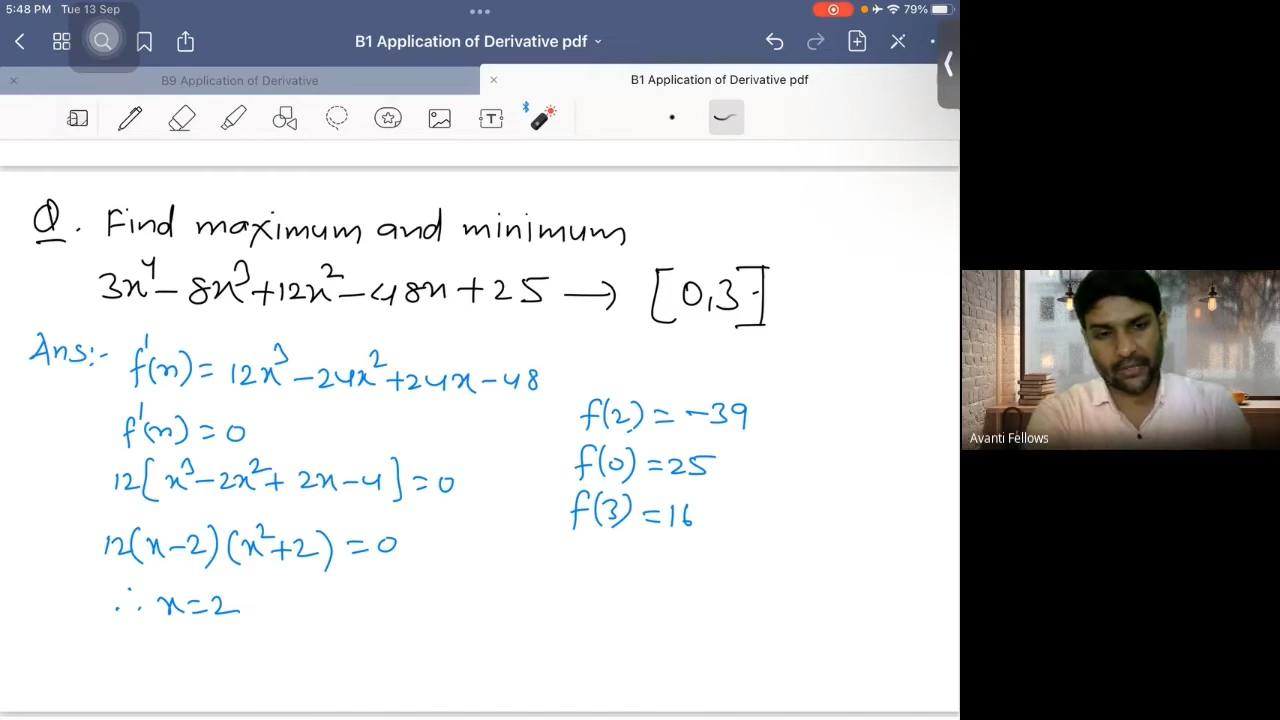 5:48 PM Tue 13 Sep
79%
B1 Application of Derivative pdf
B9 Application of Derivative
B1 Application of Derivative pdf
Q. Find maximum and minimum
3x⁴ - 8x³ + 12x² - 48x + 25 → [0,3]
Ans:- f'(x) = 12x³ - 24x² + 24x - 48
f'(x) = 0
12[x³ - 2x² + 2x - 4] = 0
12(x-2)(x²+2) = 0
∴ x = 2
f(2) = -39
f(0) = 25
f(3) = 16
Avanti Fellows